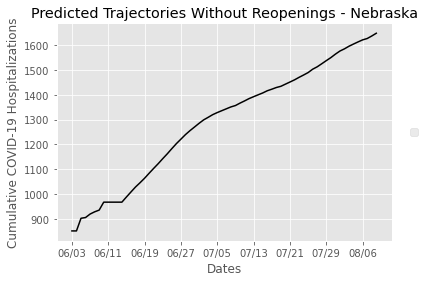 Predicted Trajectories Without Reopenings - Nebraska
Cumulative COVID-19 Hospitalizations
1600
1500
1400
1300
1200
1100
1000
900
06/03 06/11 06/19 06/27 07/05 07/13 07/21 07/29 08/06
Dates